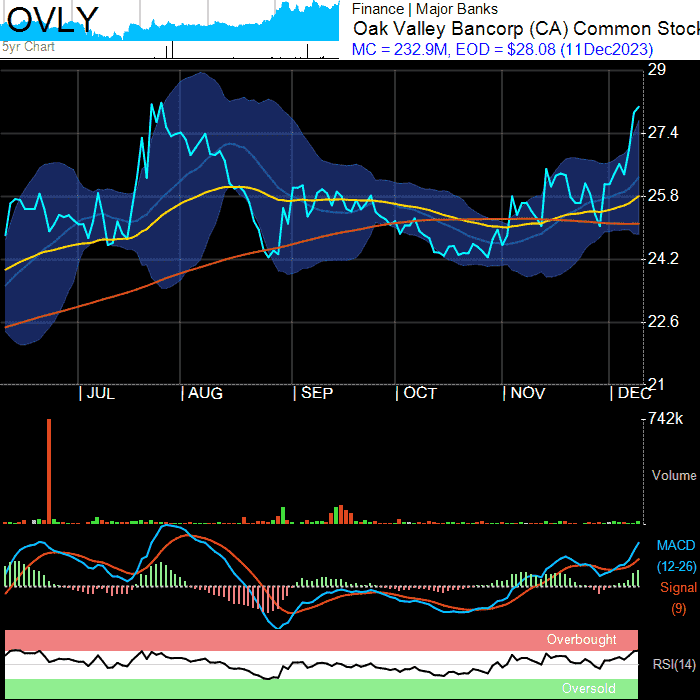 OVLY
5yr Chart
Finance | Major Banks
Oak Valley Bancorp (CA) Common Stock
MC = 232.9M, EOD = $28.08 (11Dec2023)
29
27.4
25.8
24.2
22.6
21
JUL
AUG
SEP
OCT
NOV
DEC
742k
Volume
MACD
(12-26)
Signal
(9)
Overbought
RSI(14)
Oversold